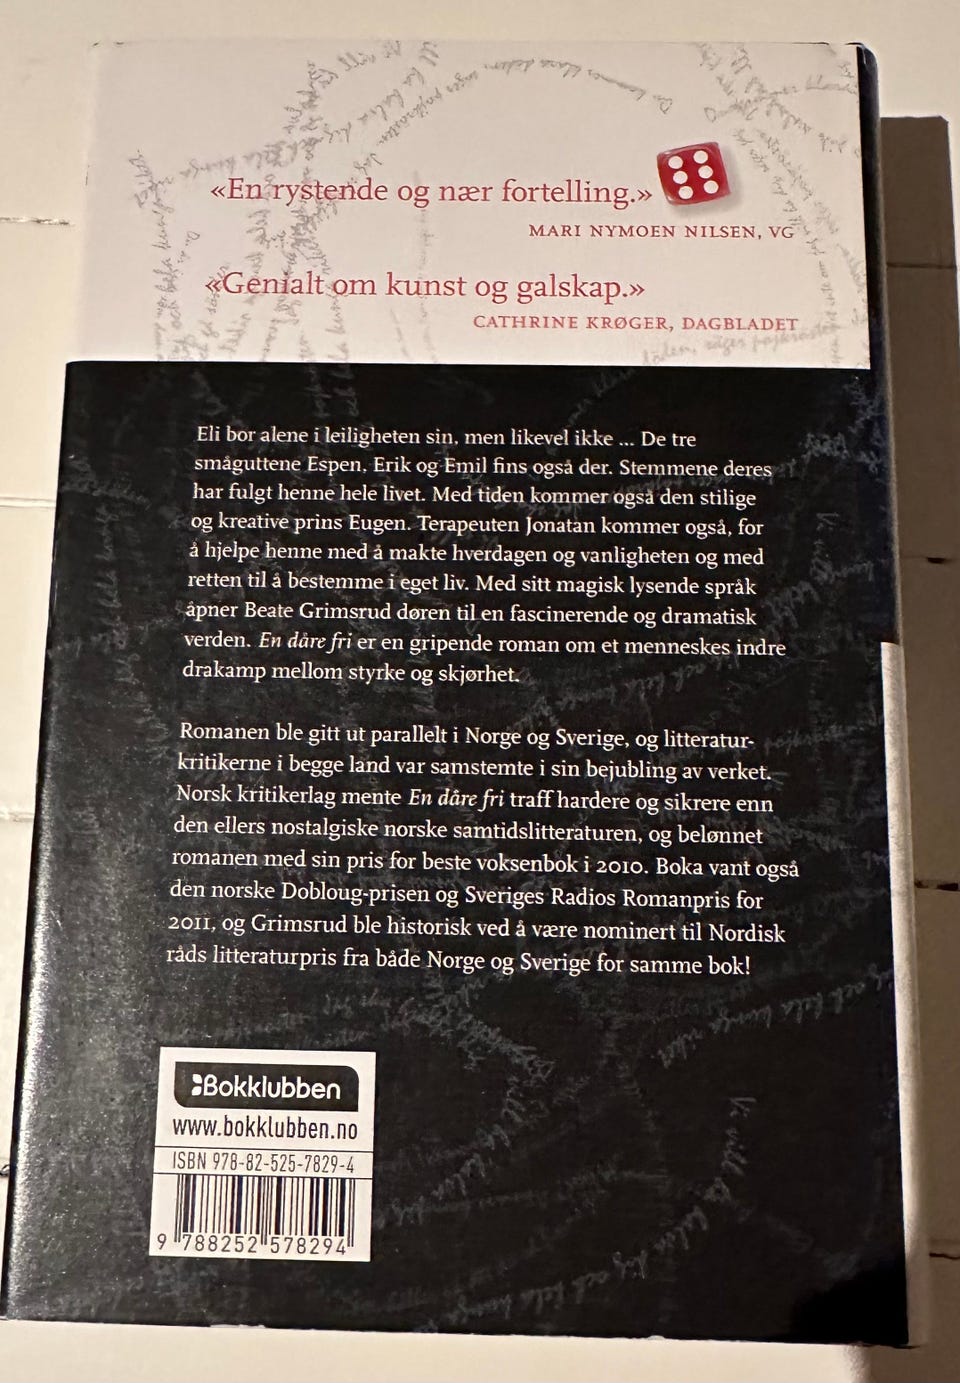 «En rystende og nær fortelling.»
MARI NYMOEN NILSEN, VG
«Genialt om kunst og galskap.»
CATHRINE KRØGER, DAGBLADET
Eli bor alene i leiligheten sin, men likevel ikke ... De tre
småguttene Espen, Erik og Emil fins også der. Stemmene deres
har fulgt henne hele livet. Med tiden kommer også den stilige
og kreative prins Eugen. Terapeuten Jonatan kommer også, for
å hjelpe henne med å makte hverdagen og vanligheten og med
retten til å bestemme i eget liv. Med sitt magisk lysende språk
åpner Beate Grimsrud døren til en fascinerende og dramatisk
verden. En dåre fri er en gripende roman om et menneskes indre
drakamp mellom styrke og skjørhet.
Romanen ble gitt ut parallelt i Norge og Sverige, og litteratur-
kritikerne i begge land var samstemte i sin bejubling av verket.
Norsk kritikerlag mente En dåre fri traff hardere og sikrere enn
den ellers nostalgiske norske samtidslitteraturen, og belønnet
romanen med sin pris for beste voksenbok i 2010. Boka vant også
den norske Dobloug-prisen og Sveriges Radios Romanpris for
2011, og Grimsrud ble historisk ved å være nominert til Nordisk
råds litteraturpris fra både Norge og Sverige for samme bok!
Bokklubben
www.bokklubben.no
ISBN 978-82-525-7829-4
9 788252 578294